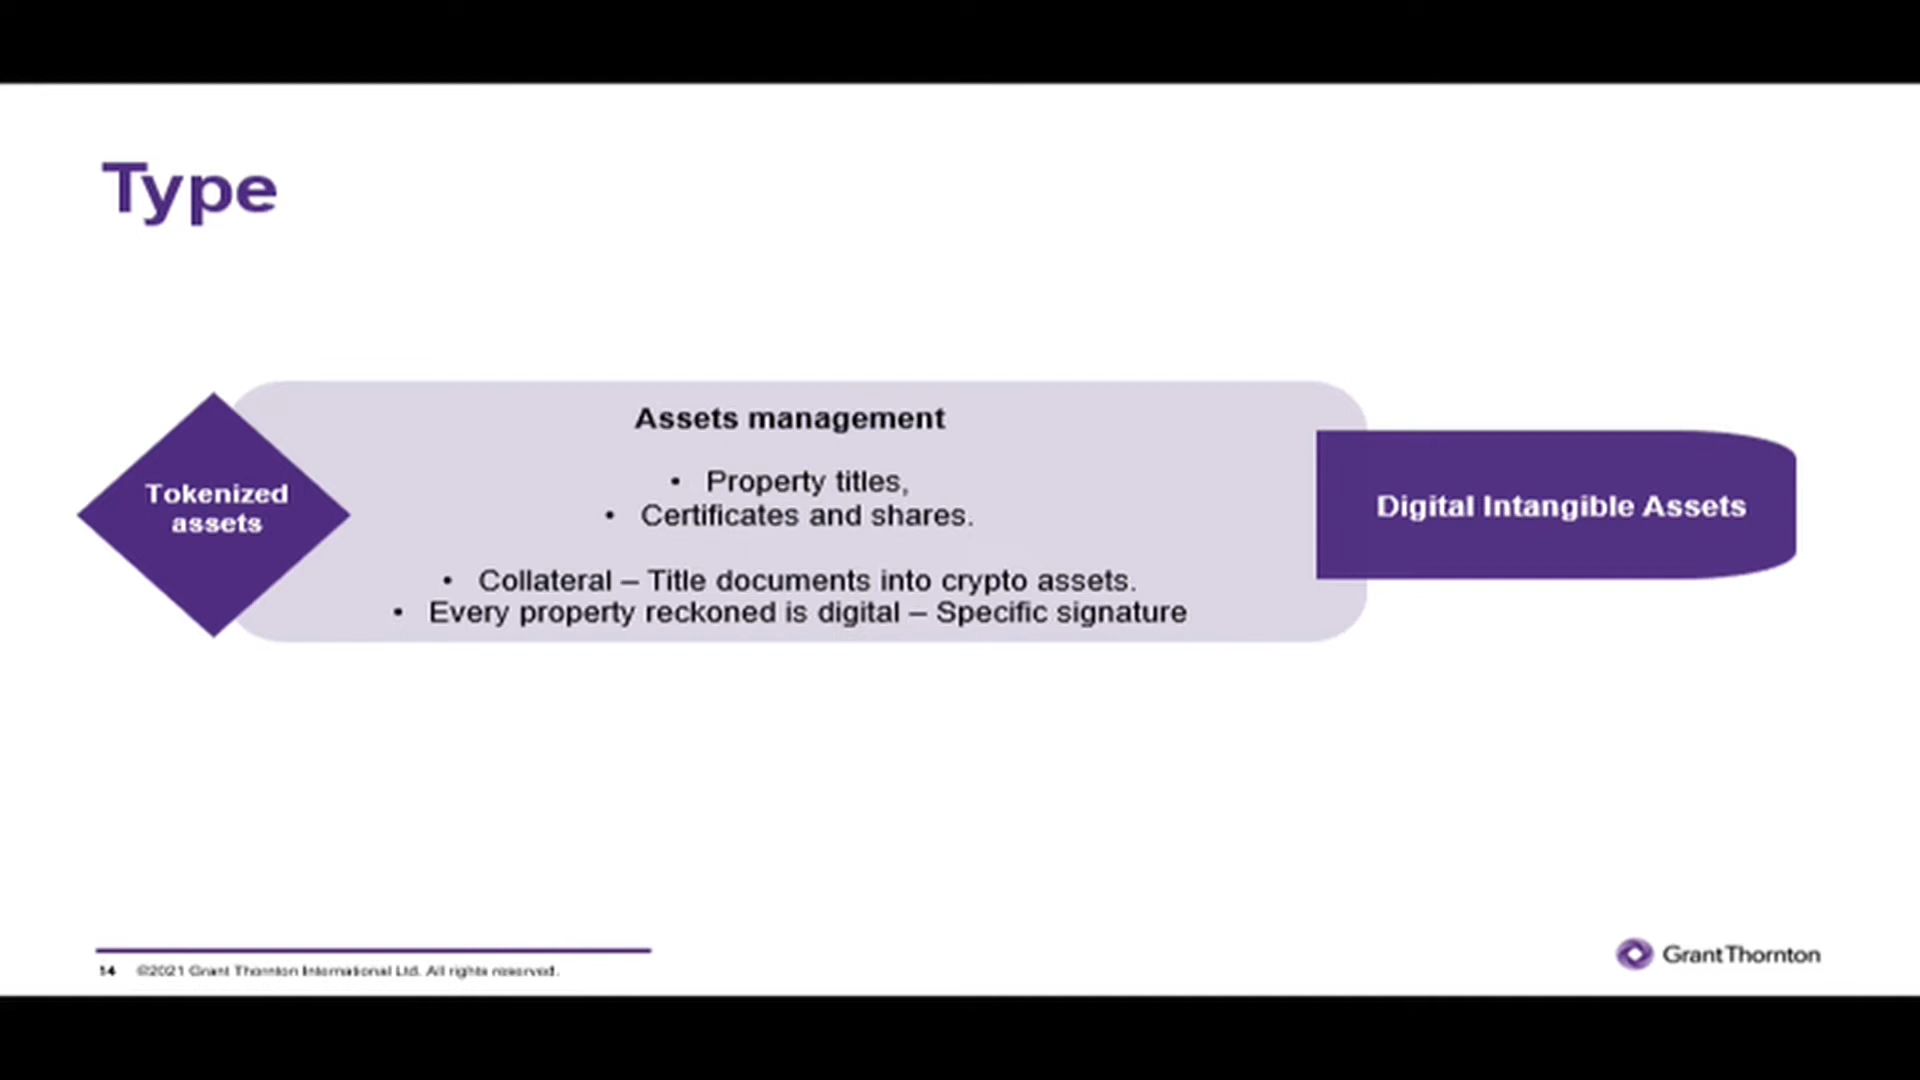 Type
Tokenized
assets
Assets management
• Property titles,
• Certificates and shares.
• Collateral – Title documents into crypto assets.
• Every property reckoned is digital – Specific signature
Digital Intangible Assets
14 ©2021 Grant Thornton International Ltd. All rights reserved.
Grant Thornton